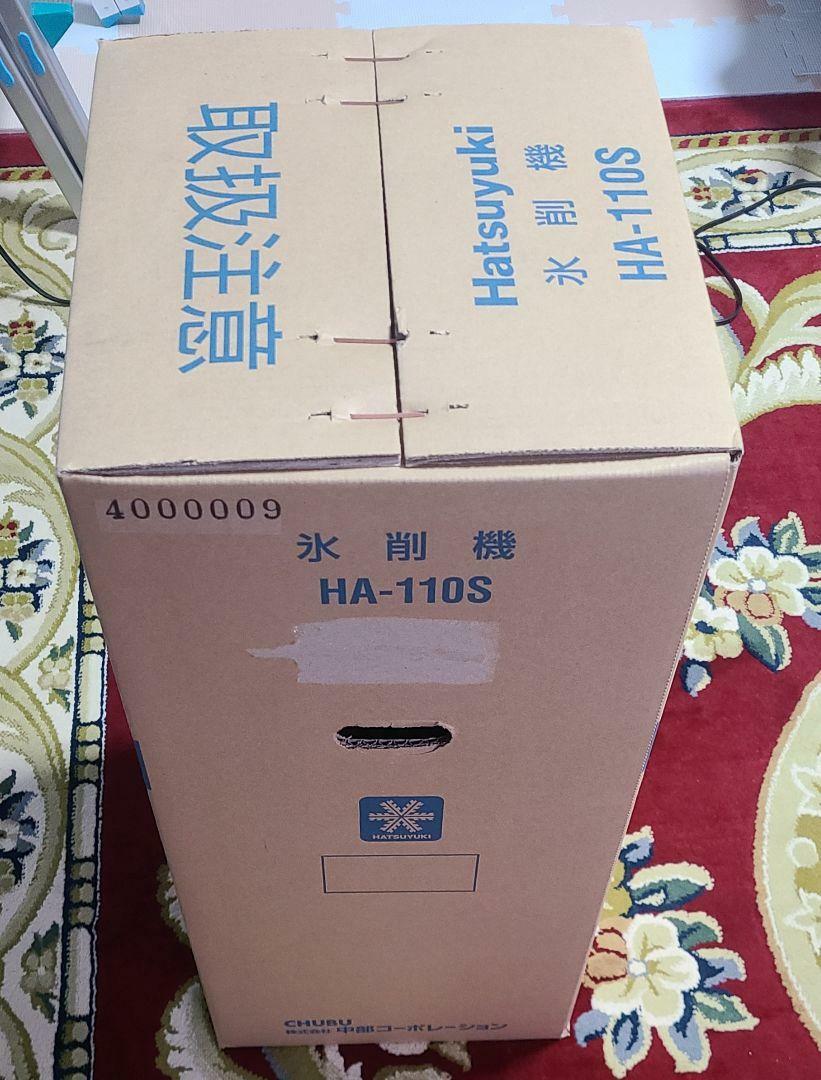 取扱注意
Hatsuyuki
氷削機
HA-110S
4000009
氷削機
HA-110S
HATSUYUKI
CHUBU
株式会社 中部コーポレーション